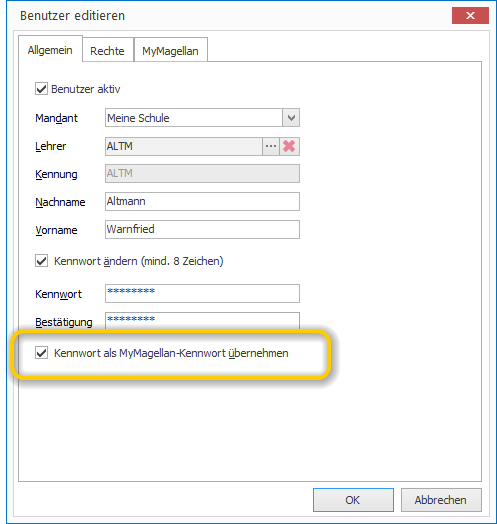 Benutzer editieren
Allgemein Rechte MyMagellan
Benutzer aktiv
Mandant Meine Schule
Lehrer ALTM ...
Kennung ALTM
Nachname Altmann
Vorname Warnfried
Kennwort ändern (mind. 8 Zeichen)
Kennwort ********
Bestätigung ********
Kennwort als MyMagellan-Kennwort übernehmen
OK Abbrechen